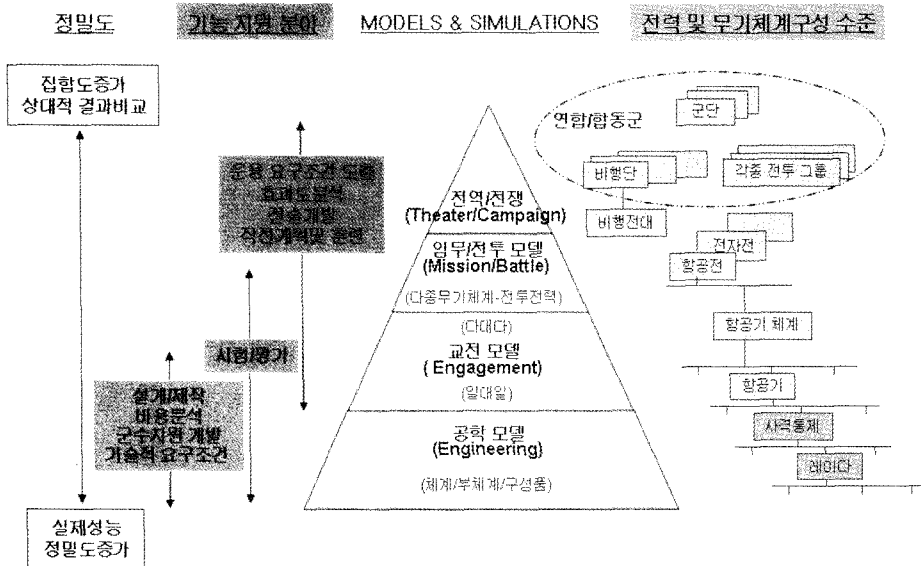 정밀도
기능 지원 분야
MODELS & SIMULATIONS
전력 및 무기체계구성 수준
집합도증가
상대적 결과비교
운용 요구조건 도출
효과도분석
전술개발
작전계획및 훈련
시험/평가
설계/제작
비용분석
군수지원 개발
기술적 요구조건
실제성능
정밀도증가
전역/전쟁
(Theater/Campaign)
임무/전투 모델
(Mission/Battle)
(다중무기체계-전투전력)
(다대다)
교전 모델
( Engagement)
(일대일)
공학 모델
(Engineering)
(체계/부체계/구성품)
연합/합동군
군단
비행단
각종 전투 그룹
비행전대
전자전
항공전
항공기 체계
항공기
사격통제
레이다